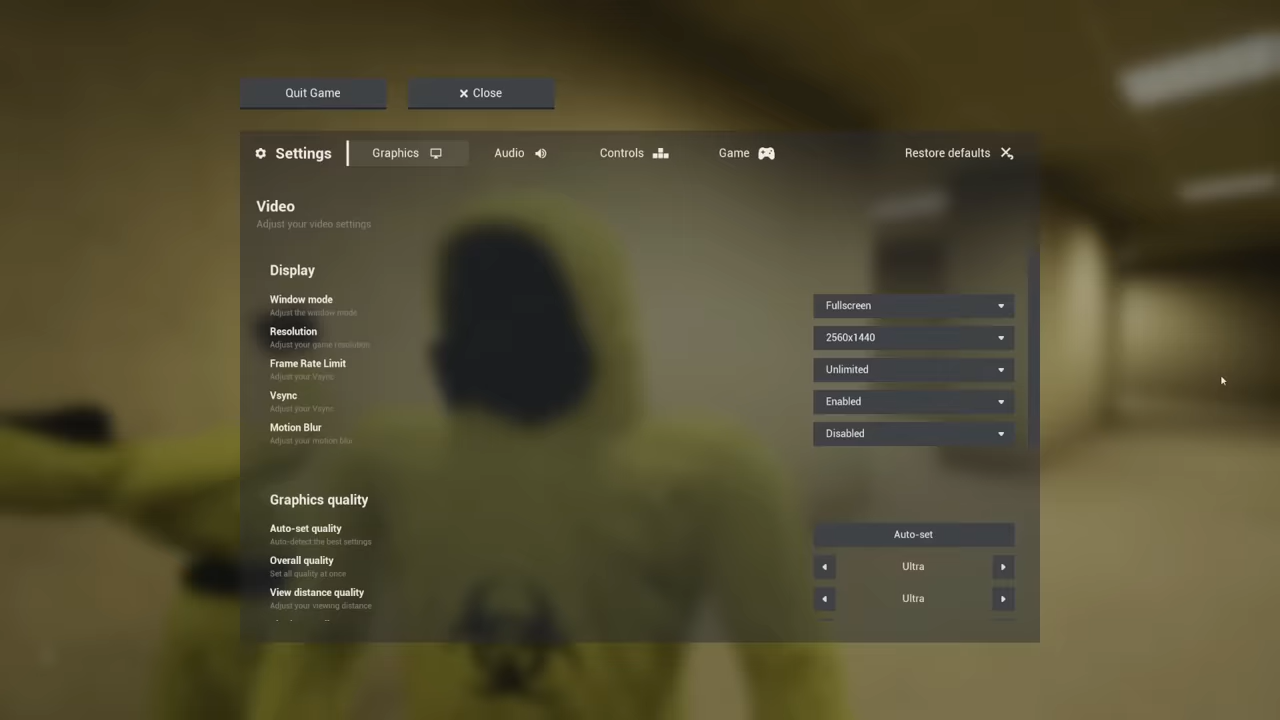 Quit Game
Close
Settings
Graphics
Audio
Controls
Game
Restore defaults
Video
Adjust your video settings
Display
Window mode
Adjust the window mode
Fullscreen
Resolution
Adjust your game resolution
2560x1440
Frame Rate Limit
Adjust your Vsync
Unlimited
Vsync
Adjust your Vsync
Enabled
Motion Blur
Adjust your motion blur
Disabled
Graphics quality
Auto-set quality
Auto-detect the best settings
Auto-set
Overall quality
Set all quality at once
Ultra
View distance quality
Adjust your viewing distance
Ultra